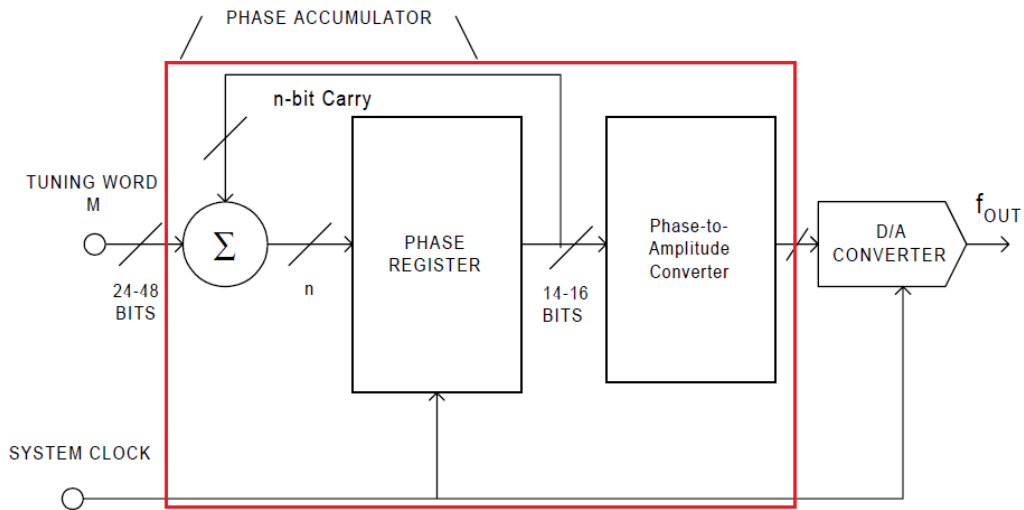 PHASE ACCUMULATOR
n-bit Carry
TUNING WORD
M
24-48
BITS
Σ
n
PHASE
REGISTER
14-16
BITS
Phase-to-
Amplitude
Converter
D/A
CONVERTER
fOUT
SYSTEM CLOCK